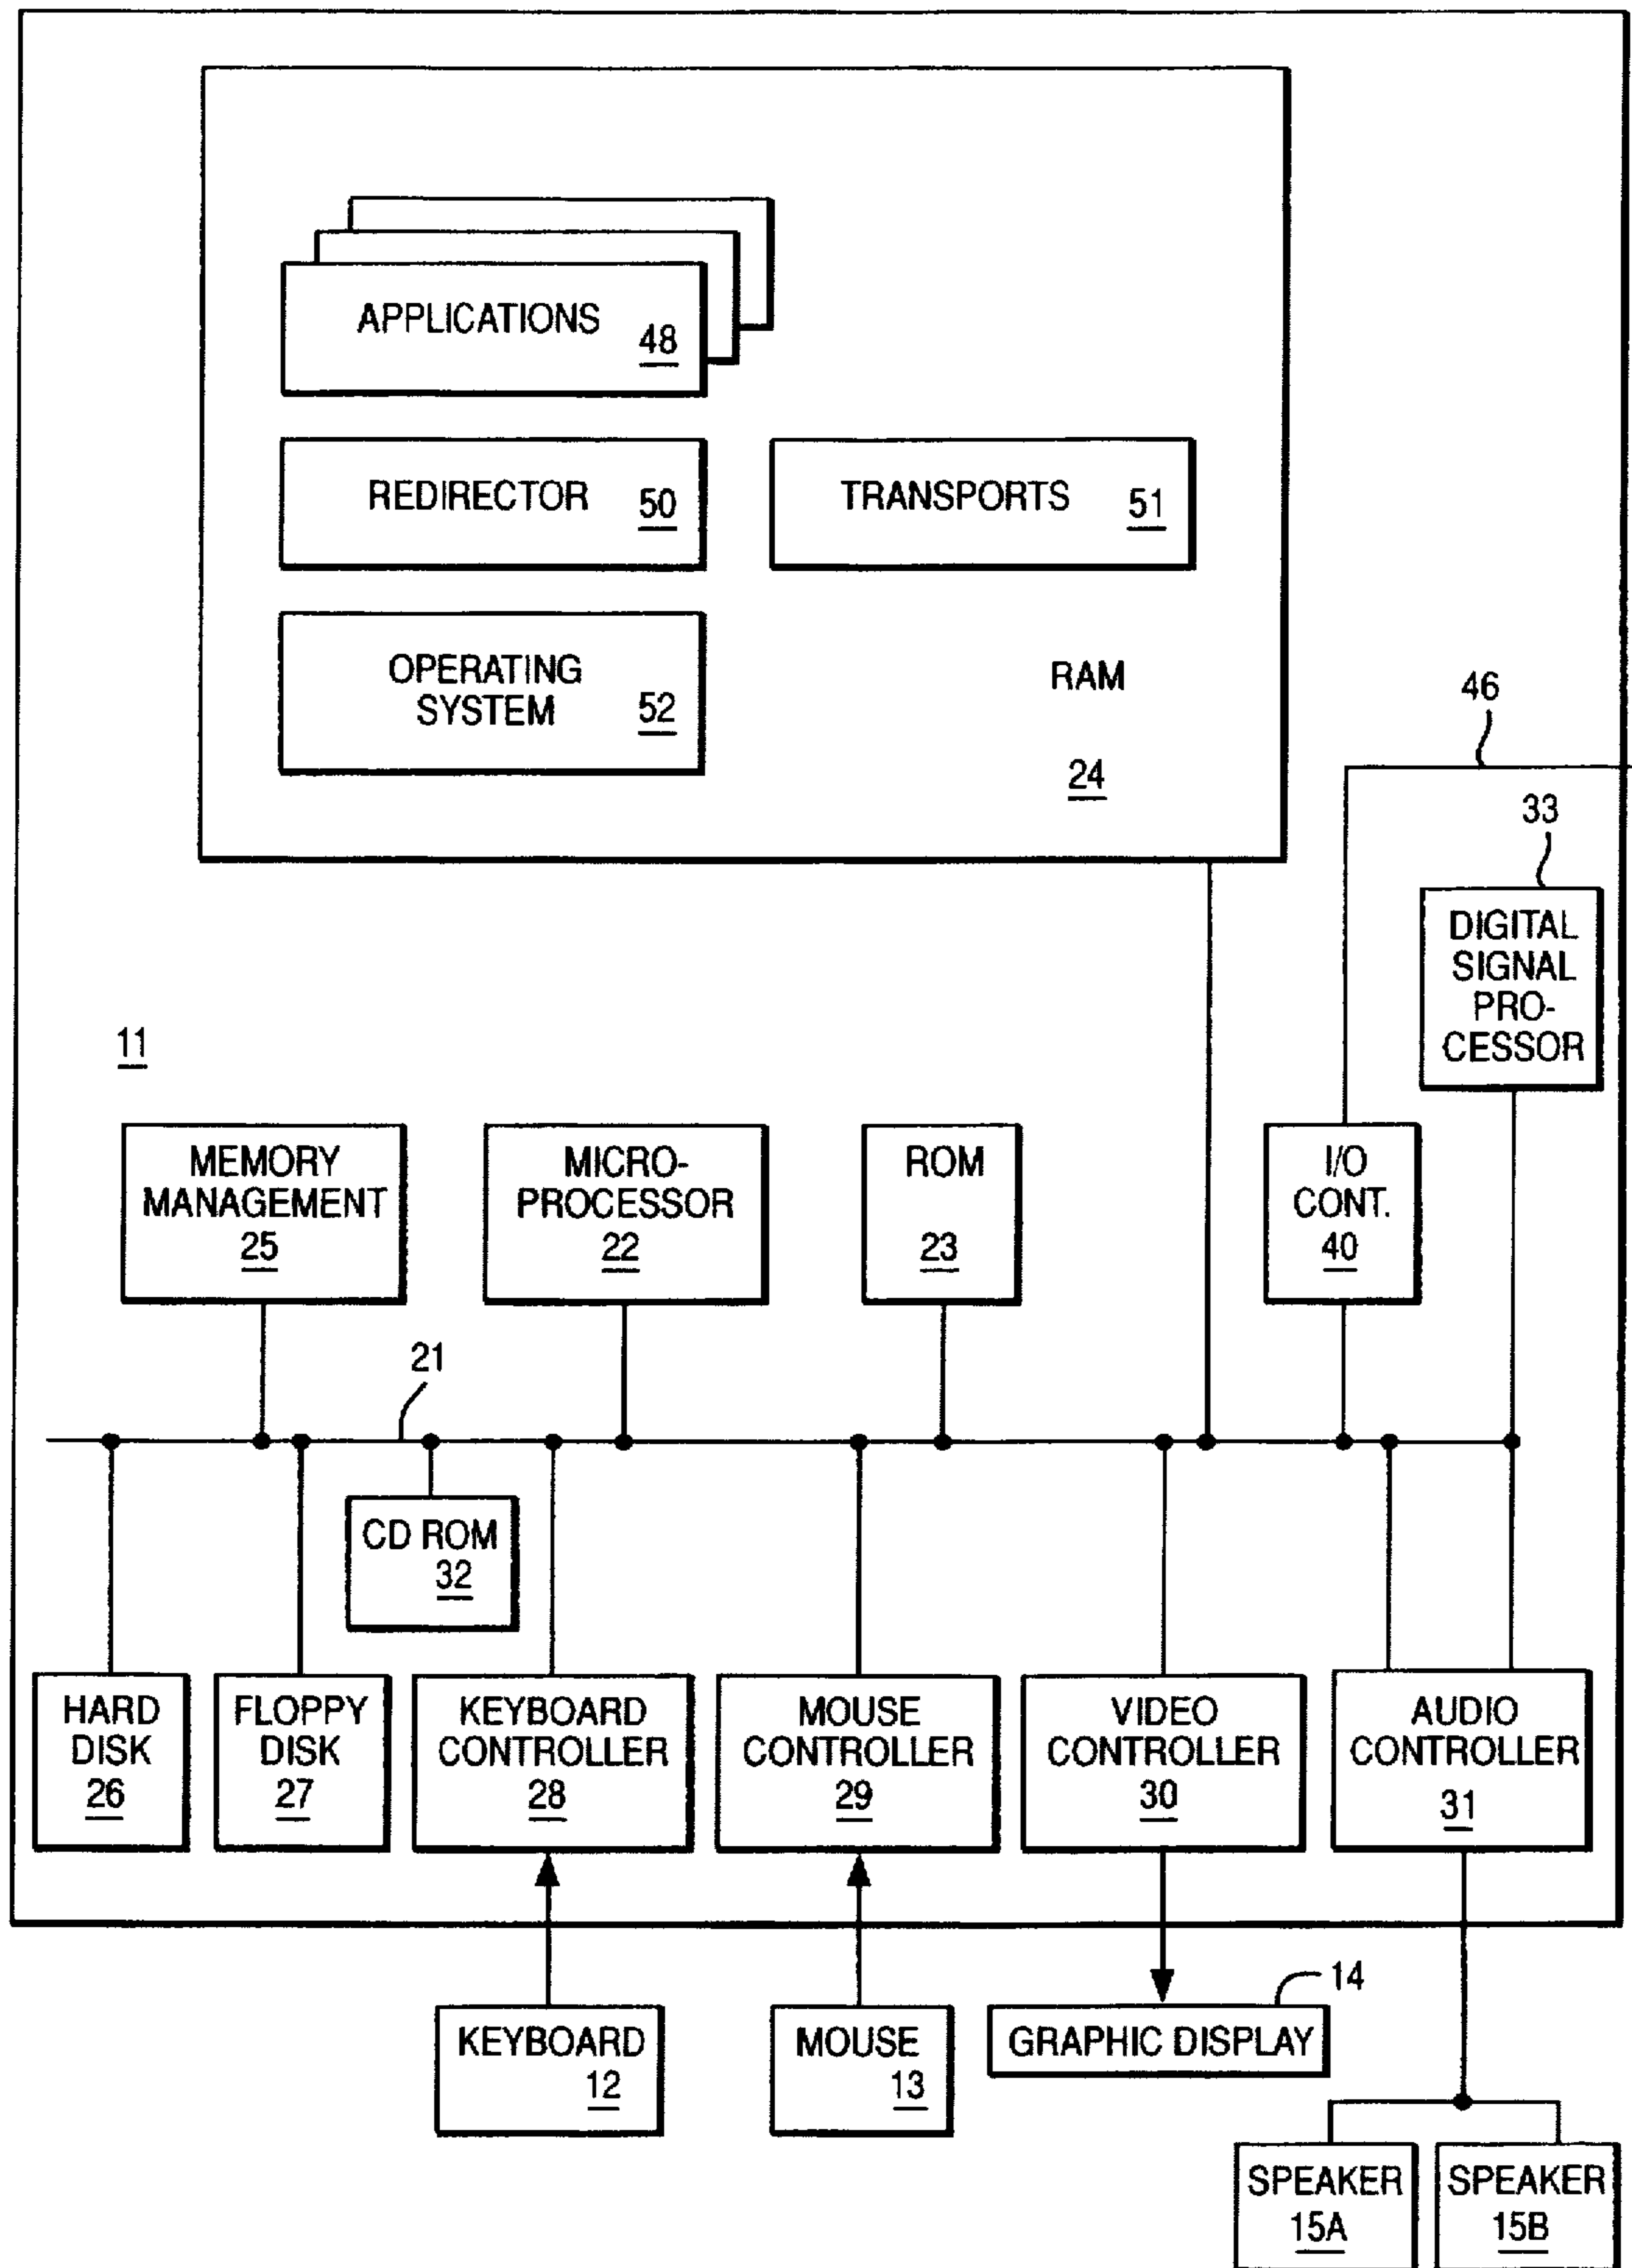 APPLICATIONS
48
REDIRECTOR
50
TRANSPORTS
51
OPERATING
SYSTEM
52
RAM
24
46
33
DIGITAL
SIGNAL
PRO-
CESSOR
11
MEMORY
MANAGEMENT
25
MICRO-
PROCESSOR
22
ROM
23
I/O
CONT.
40
21
CD ROM
32
HARD
DISK
26
FLOPPY
DISK
27
KEYBOARD
CONTROLLER
28
MOUSE
CONTROLLER
29
VIDEO
CONTROLLER
30
AUDIO
CONTROLLER
31
KEYBOARD
12
MOUSE
13
14
GRAPHIC DISPLAY
SPEAKER
15A
SPEAKER
15B